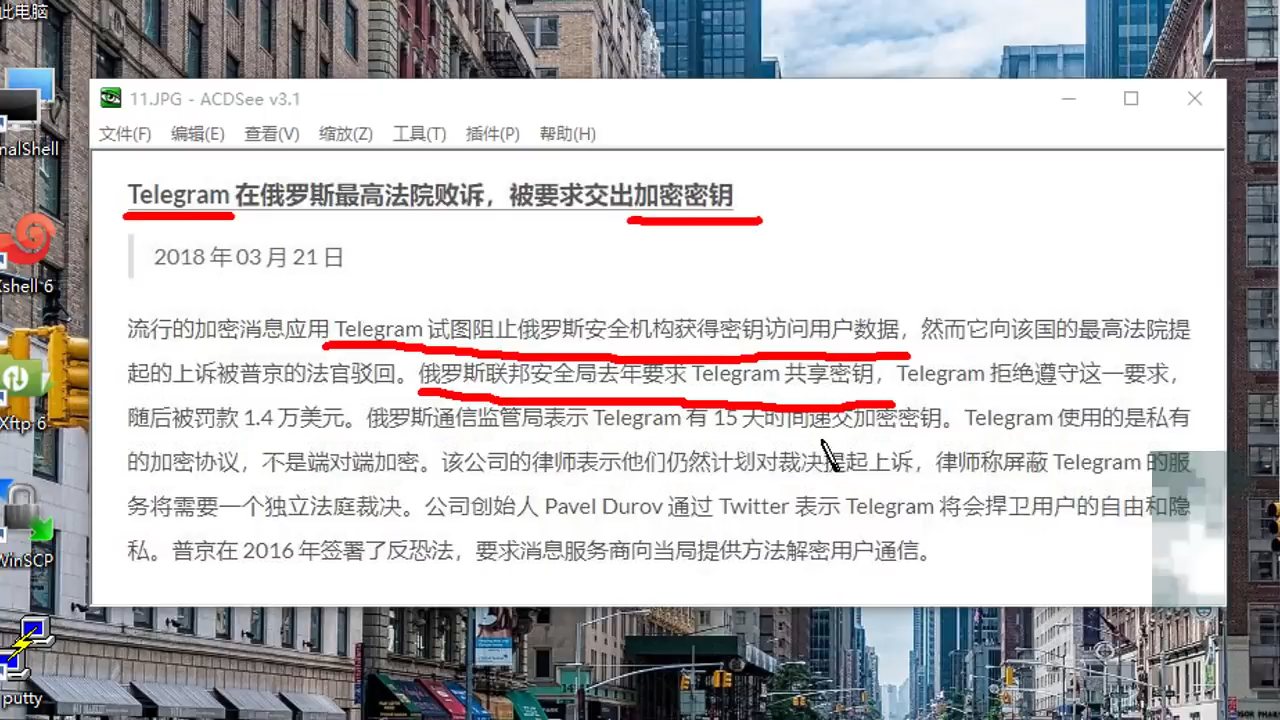 此电脑
11.JPG - ACDSee v3.1
文件(F) 编辑(E) 查看(V) 缩放(Z) 工具(T) 插件(P) 帮助(H)
nalShell
Telegram 在俄罗斯最高法院败诉，被要求交出加密密钥
2018 年 03 月 21 日
shell 6
流行的加密消息应用 Telegram 试图阻止俄罗斯安全机构获得密钥访问用户数据，然而它向该国的最高法院提
起的上诉被普京的法官驳回。俄罗斯联邦安全局去年要求 Telegram 共享密钥，Telegram 拒绝遵守这一要求，
随后被罚款 1.4 万美元。俄罗斯通信监管局表示 Telegram 有 15 天时间递交加密密钥。Telegram 使用的是私有
Xftp 6
的加密协议，不是端对端加密。该公司的律师表示他们仍然计划对裁决提起上诉，律师称屏蔽 Telegram 的服
务将需要一个独立法庭裁决。公司创始人 Pavel Durov 通过 Twitter 表示 Telegram 将会捍卫用户的自由和隐
私。普京在 2016 年签署了反恐法，要求消息服务商向当局提供方法解密用户通信。
WinSCP
putty